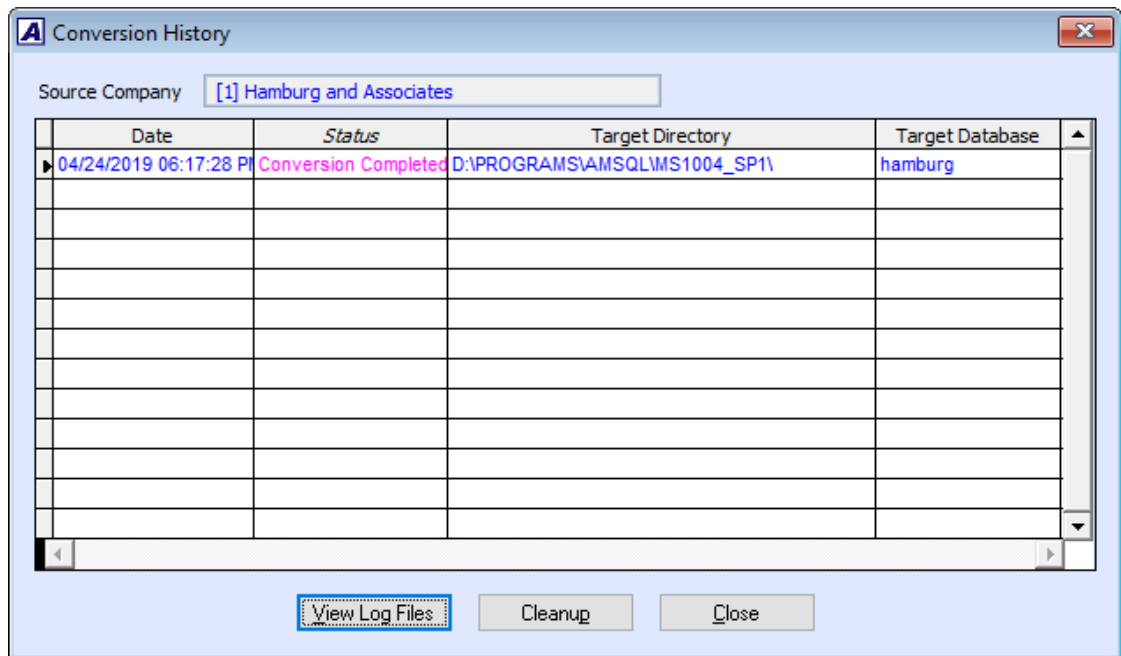 A Conversion History
Source Company [1] Hamburg and Associates
Date Status Target Directory Target Database
04/24/2019 06:17:28 PM Conversion Completed D:\PROGRAMS\AMSQL\MS1004_SP1\ hamburg
View Log Files Cleanup Close